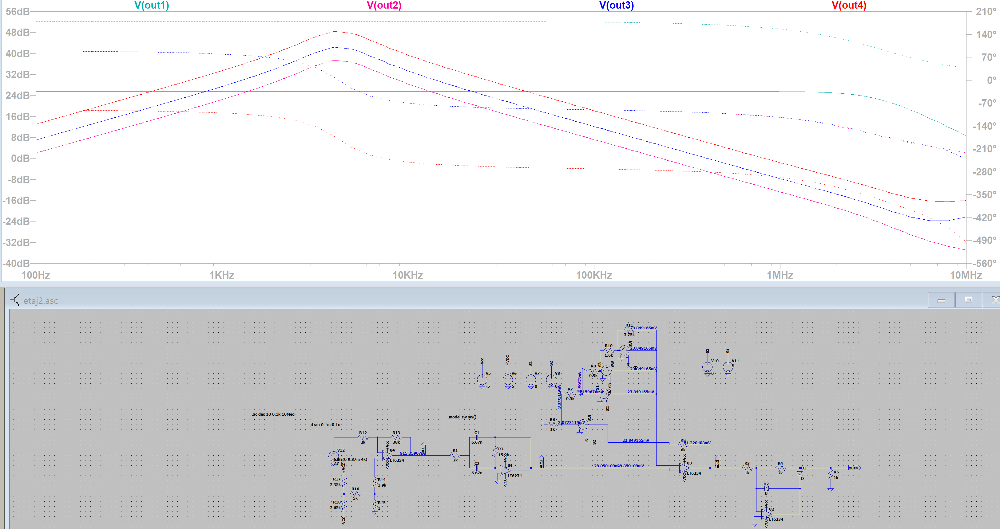 V(out1) V(out2) V(out3) V(out4)
56dB 210°
48dB 140°
40dB 70°
32dB 0°
24dB -70°
16dB -140°
8dB -210°
0dB -280°
-8dB -350°
-16dB -420°
-24dB -490°
-32dB -560°
-40dB
100Hz 1KHz 10KHz 100KHz 1MHz 10MHz
etaj2.asc
R11
23.849165mV
3.75k
SW
R10
23.849165mV
1.6k
S4
S3
SW
R8
23.849165mV
0.9k
S3
S1
SW
R7
4.6159676mV
4.6159676mV
23.849165mV
0.5k
S2
3.0773119mV
SW
R6
3.0773119mV
1k
S1
S2
23.849165mV
-Vcc
V5
-5
+VCC
V6
5
S1
V7
0
S2
V8
0
S3
V10
0
S4
V11
0
.ac dec 10 0.1k 10Meg
;tran 0 1m 0 1u
.model sw sw()
R12
2k
R13
38k
V12
SINE(0 9.87m 4k)
AC 1
+Vcc
U4
LT6234
-VCC
915.75907mV
out1
R1
2k
C1
6.67n
R2
15.9k
C2
6.67n
+Vcc
U1
LT6234
-VCC
out2
23.850109mV
23.850109mV
R9
51.320408mV
6k
+Vcc
U3
LT6234
-VCC
out3
R3
1k
R4
2k
D1
D
R5
1k
out4
D2
D
+Vcc
U2
LT6234
-VCC
+VCC
R17
2.35k
R16
5k
R14
1.9k
R18
2.65k
R15
1
-VCC